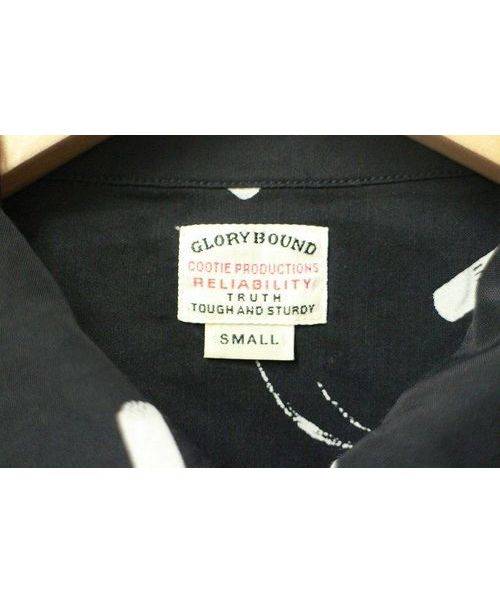 GLORY BOUND
COOTIE PRODUCTIONS
RELIABILITY
TRUTH
TOUGH AND STURDY
SMALL